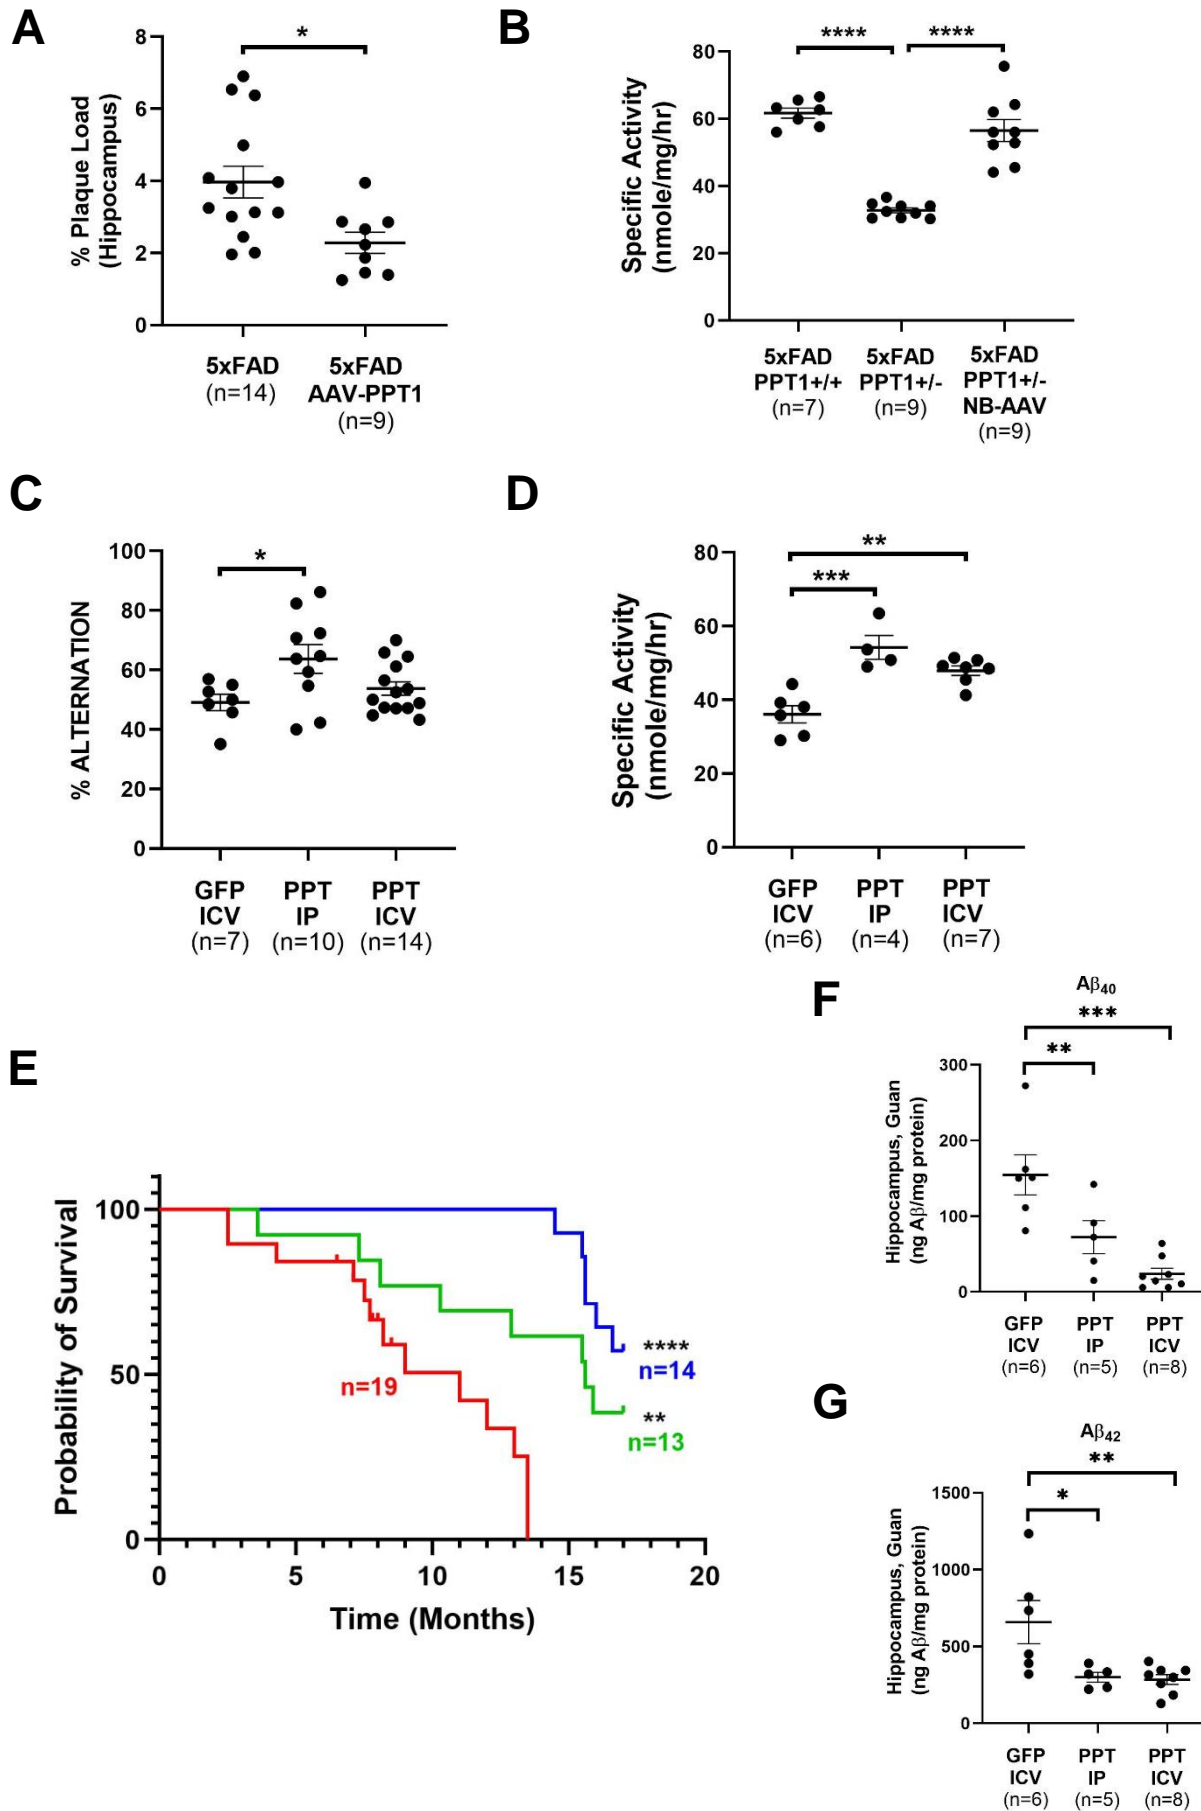 A
B
8
6
4
2
0
% Plaque Load
(Hippocampus)
*
5xFAD
(n=14)
5xFAD
AAV-PPT1
(n=9)
80
60
40
20
0
Specific Activity
(nmole/mg/hr)
****
****
5xFAD
PPT1+/+
(n=7)
5xFAD
PPT1+/-
(n=9)
5xFAD
PPT1+/-
NB-AAV
(n=9)
C
D
100
80
60
40
20
0
% ALTERNATION
*
GFP
ICV
(n=7)
PPT
IP
(n=10)
PPT
ICV
(n=14)
80
60
40
20
0
Specific Activity
(nmole/mg/hr)
**
***
GFP
ICV
(n=6)
PPT
IP
(n=4)
PPT
ICV
(n=7)
E
100
50
0
Probability of Survival
0
5
10
15
20
Time (Months)
n=19
****
n=14
**
n=13
F
Aβ40
***
**
300
200
100
0
Hippocampus, Guan
(ng Aβ/mg protein)
GFP
ICV
(n=6)
PPT
IP
(n=5)
PPT
ICV
(n=8)
G
Aβ42
**
*
1500
1000
500
0
Hippocampus, Guan
(ng Aβ/mg protein)
GFP
ICV
(n=6)
PPT
IP
(n=5)
PPT
ICV
(n=8)